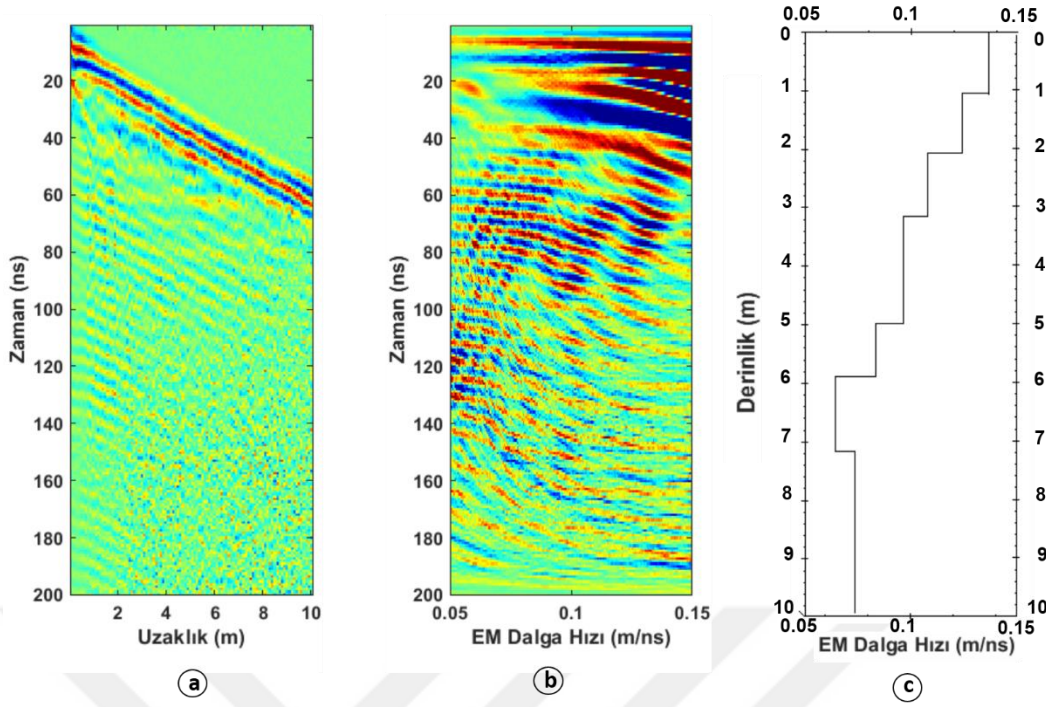 20
40
60
80
100
120
140
160
180
200
Zaman (ns)
2 4 6 8 10
Uzaklık (m)
a
20
40
60
80
100
120
140
160
180
200
Zaman (ns)
0.05 0.1 0.15
EM Dalga Hızı (m/ns)
b
0.05 0.1 0.15
0 0
1 1
2 2
3 3
4 4
5 5
6 6
7 7
8 8
9 9
10 10
Derinlik (m)
0.05 0.1 0.15
EM Dalga Hızı (m/ns)
c